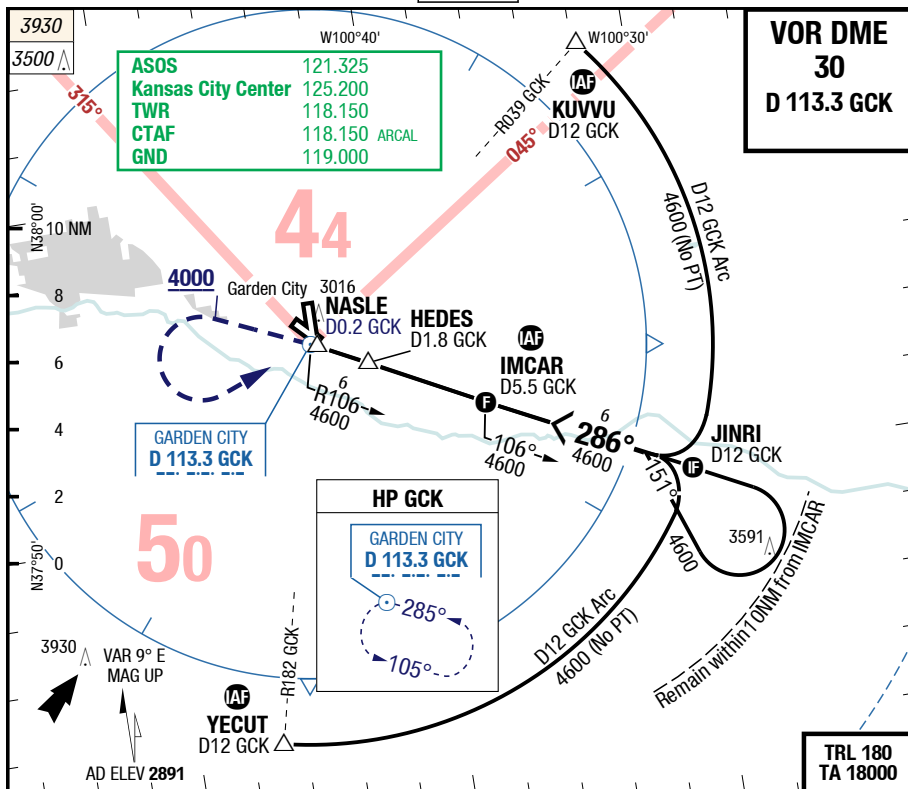 3930
3500
W100°40'
W100°30'
VOR DME
30
D 113.3 GCK
ASOS 121.325
Kansas City Center 125.200
TWR 118.150
CTAF 118.150 ARCAL
GND 119.000
315°
045°
R039 GCK
IAF
KUVVU
D12 GCK
D12 GCK Arc
4600 (No PT)
N38°00'
10 NM
8
6
4
2
0
N37°50'
44
4000
Garden City
3016
NASLE
D0.2 GCK
HEDES
D1.8 GCK
IAF
IMCAR
D5.5 GCK
F
6
R106
4600
106°
4600
6
286°
4600
JINRI
D12 GCK
IF
151°
4600
3591
Remain within 10NM from IMCAR
GARDEN CITY
D 113.3 GCK
50
HP GCK
GARDEN CITY
D 113.3 GCK
285°
105°
D12 GCK Arc
4600 (No PT)
R182 GCK
IAF
YECUT
D12 GCK
3930
VAR 9° E
MAG UP
AD ELEV 2891
TRL 180
TA 18000